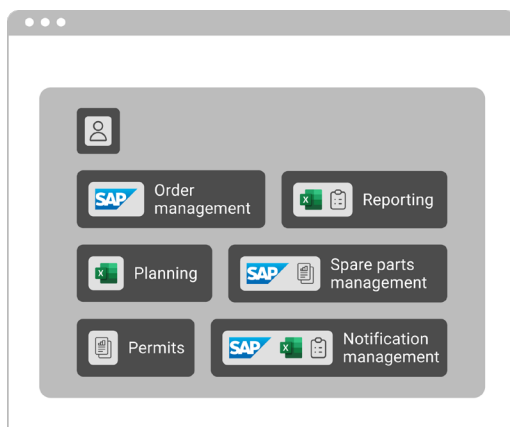 SAP Order
management
X Reporting
X Planning
SAP Spare parts
management
Permits
SAP X Notification
management